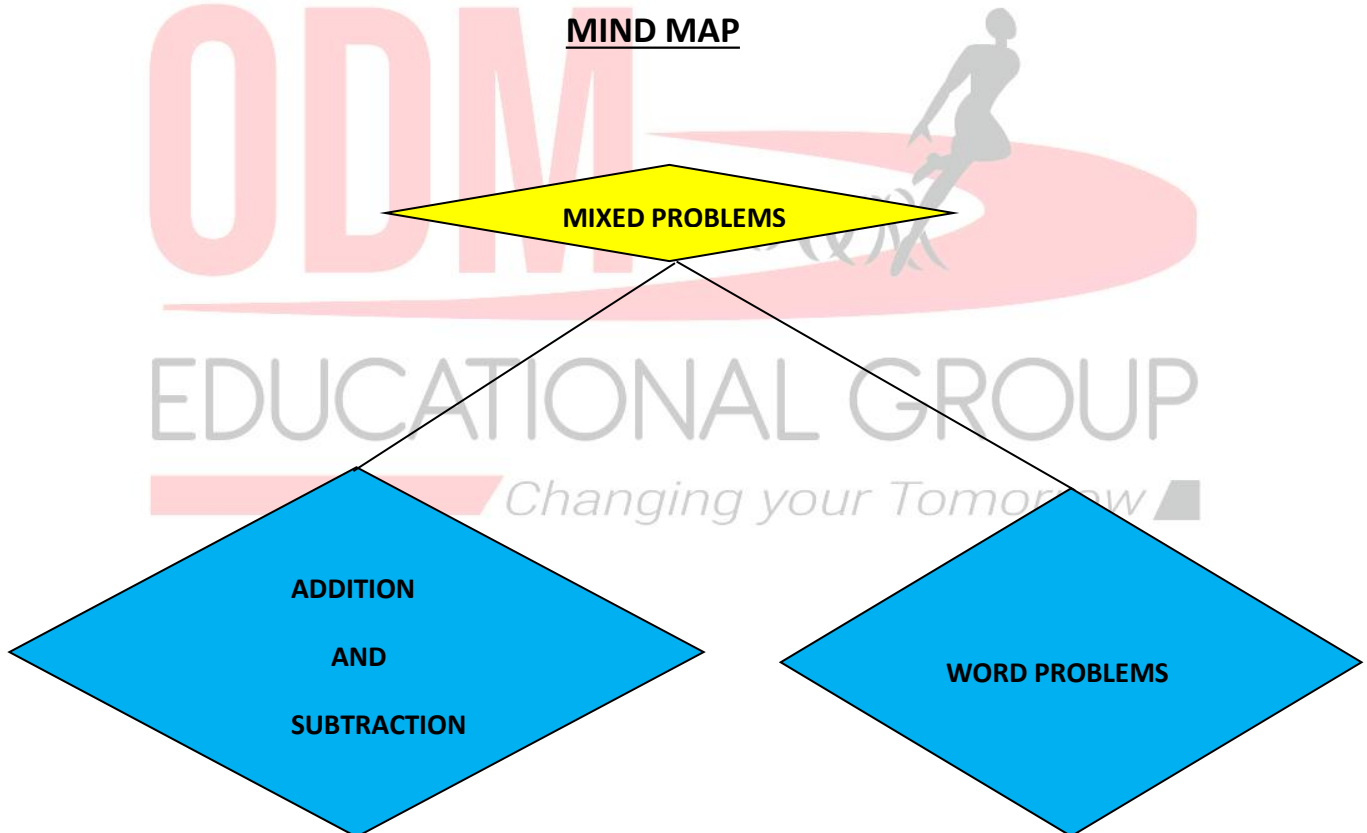 MIND MAP
ODM
MIXED PROBLEMS
EDUCATIONAL GROUP
Changing your Tomorrow
ADDITION
AND
SUBTRACTION
WORD PROBLEMS